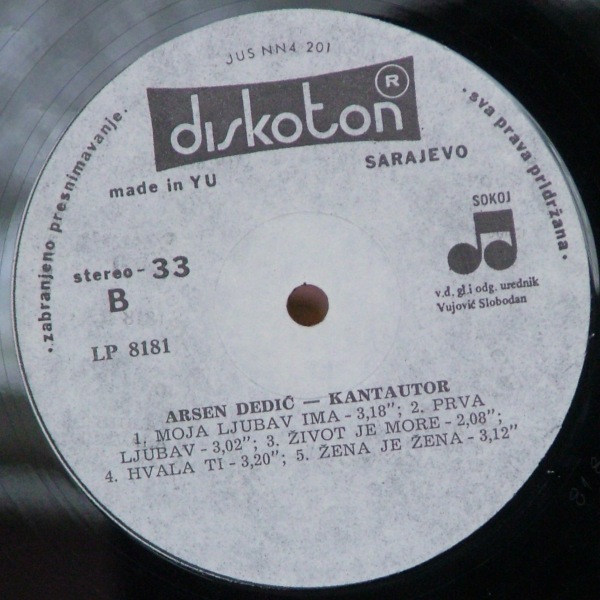 JUS NN4 201
diskoton ®
SARAJEVO
made in YU
·zabranjeno presnimavanje·
·sva prava pridržana·
SOKOJ
v.d. gl.i odg. urednik
Vujović Slobodan
stereo-33
B
LP 8181
ARSEN DEDIĆ — KANTAUTOR
1. MOJA LJUBAV IMA - 3,18"; 2. PRVA
LJUBAV - 3,02"; 3. ŽIVOT JE MORE - 2,08";
4. HVALA TI - 3,20"; 5. ŽENA JE ŽENA - 3,12"